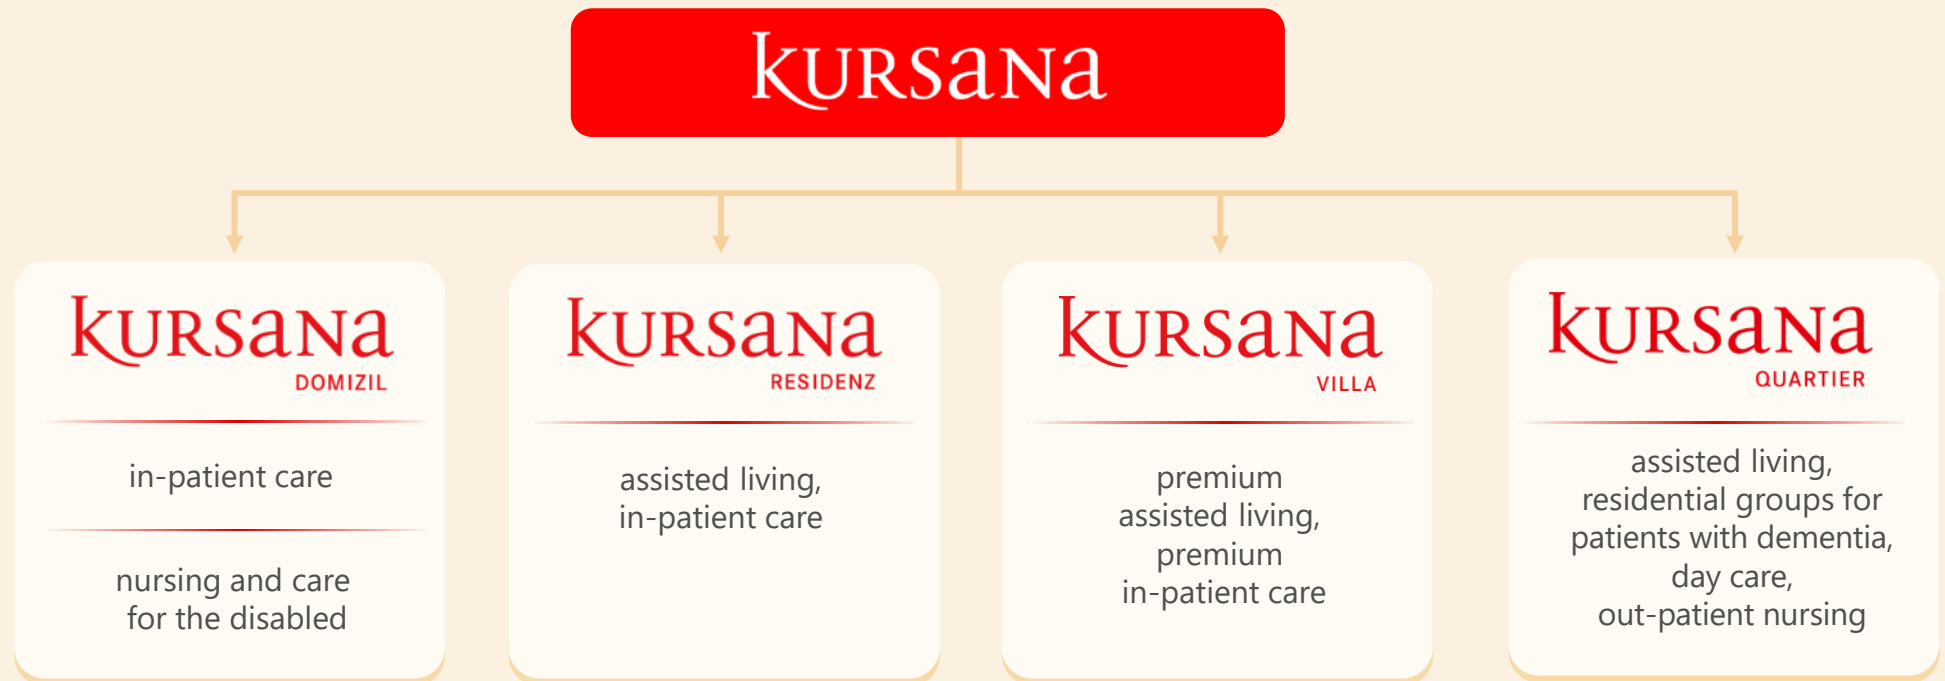 kURSaNa
kURSaNa
DOMIZIL
in-patient care
nursing and care
for the disabled
kURSaNa
RESIDENZ
assisted living,
in-patient care
kURSaNa
VILLA
premium
assisted living,
premium
in-patient care
kURSaNa
QUARTIER
assisted living,
residential groups for
patients with dementia,
day care,
out-patient nursing